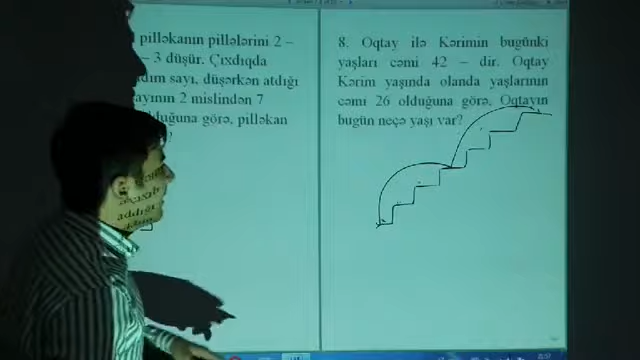 pilləkanın pillələrini 2 –
– 3 düşür. Çıxdıqda
dım sayı, düşərkən atdığı
ayının 2 mislindən 7
lduğuna görə, pilləkan
?
8. Oqtay ilə Kərimin bugünki
yaşları cəmi 42 – dir. Oqtay
Kərim yaşında olanda yaşlarının
cəmi 26 olduğuna görə, Oqtayın
bugün neçə yaşı var?